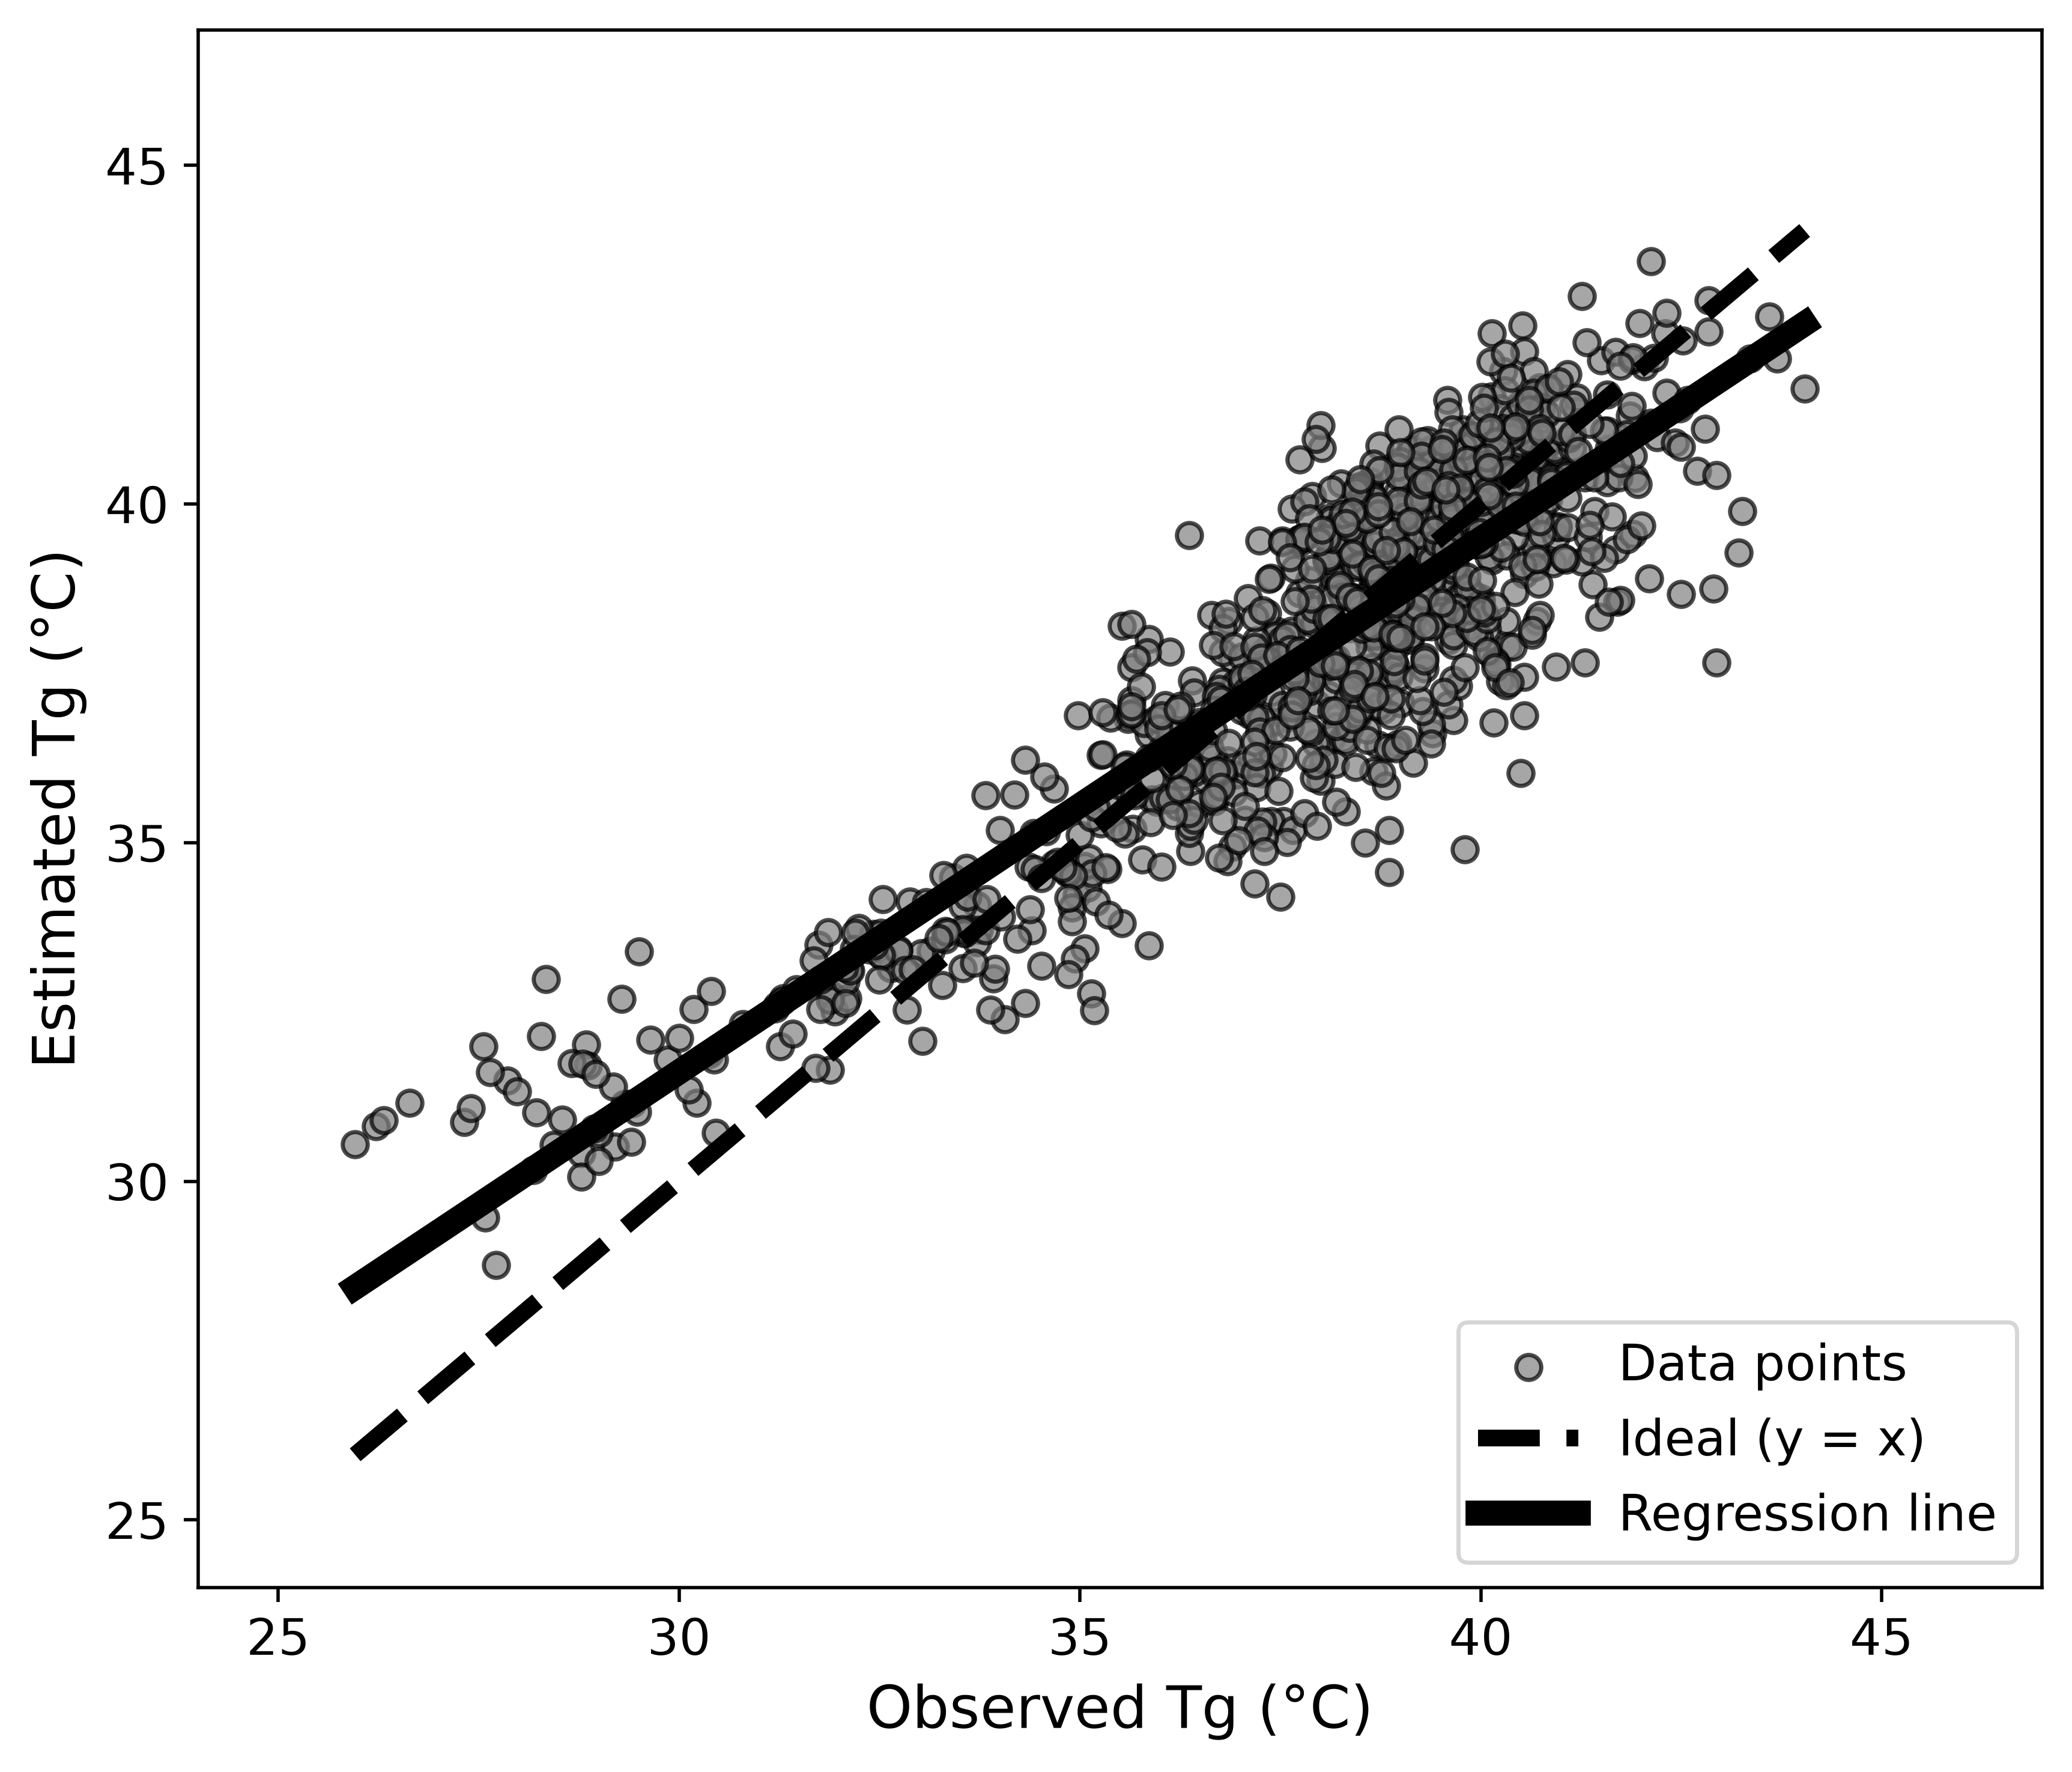 45
40
35
30
25
Estimated Tg (°C)
Data points
Ideal (y = x)
Regression line
25 30 35 40 45
Observed Tg (°C)